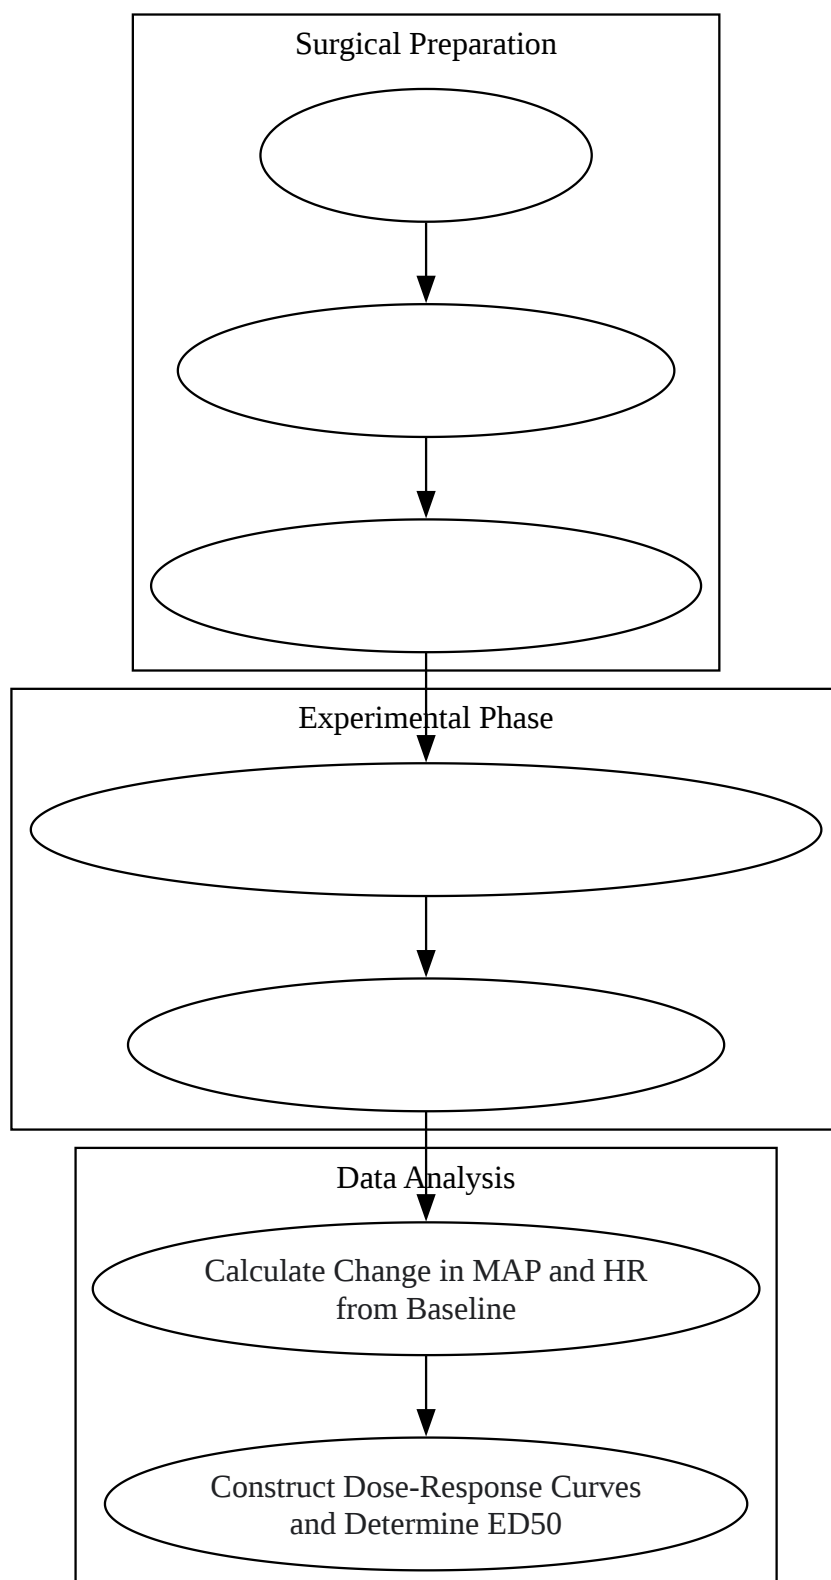 Surgical Preparation
Experimental Phase
Data Analysis
Calculate Change in MAP and HR
from Baseline
Construct Dose-Response Curves
and Determine ED50